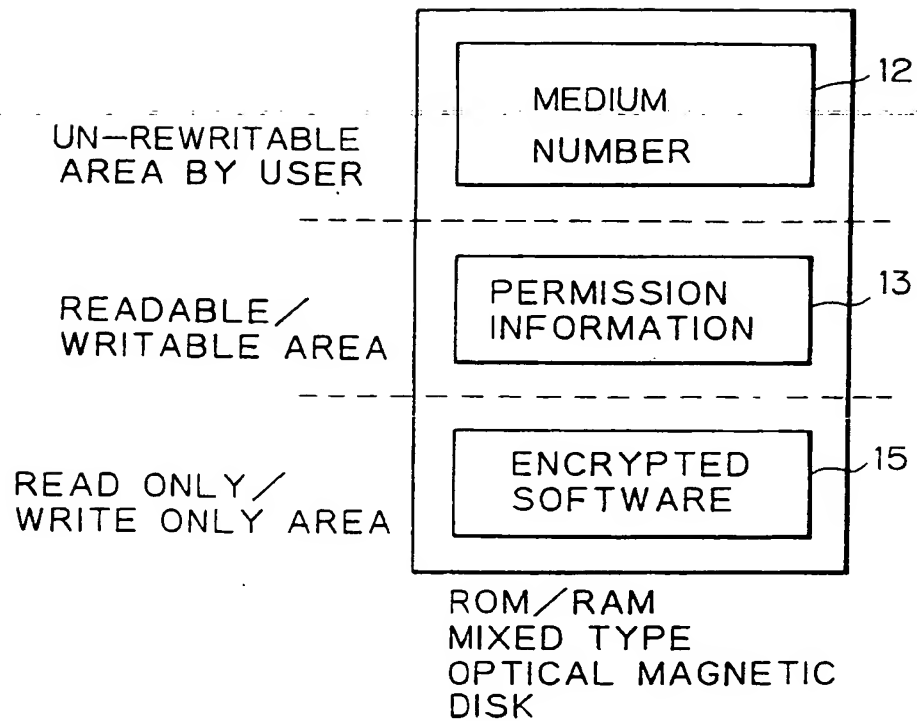 12
MEDIUM
NUMBER
UN-REWRITABLE
AREA BY USER
13
PERMISSION
INFORMATION
READABLE/
WRITABLE AREA
15
ENCRYPTED
SOFTWARE
READ ONLY/
WRITE ONLY AREA
ROM/RAM
MIXED TYPE
OPTICAL MAGNETIC
DISK